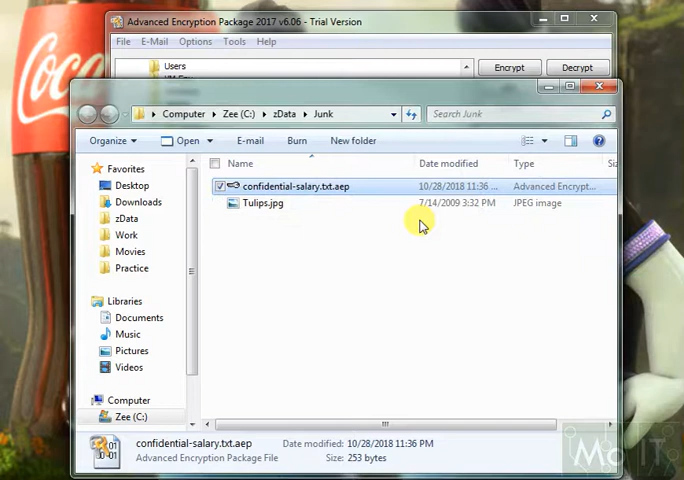 Advanced Encryption Package 2017 v6.06 - Trial Version
File E-Mail Options Tools Help
Users
Encrypt Decrypt
Computer Zee (C:) zData Junk
Search Junk
Organize Open E-mail Burn New folder
Name Date modified Type
confidential-salary.txt.aep 10/28/2018 11:36 ... Advanced Encrypt...
Tulips.jpg 7/14/2009 3:32 PM JPEG image
Favorites
Desktop
Downloads
zData
Work
Movies
Practice
Libraries
Documents
Music
Pictures
Videos
Computer
Zee (C:)
confidential-salary.txt.aep Date modified: 10/28/2018 11:36 PM
Advanced Encryption Package File Size: 253 bytes